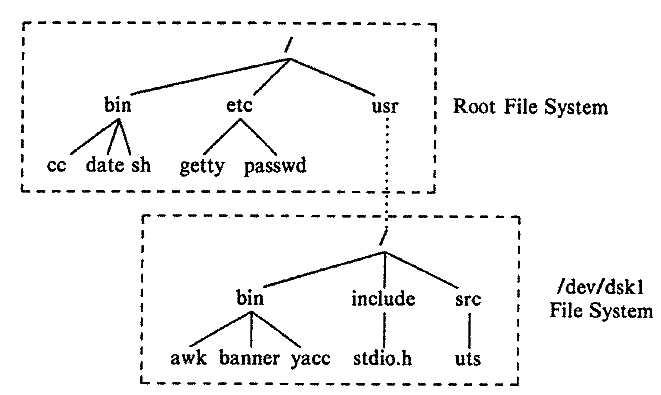 /
bin etc usr
Root File System
cc date sh getty passwd
/
bin include src
/dev/dsk1
File System
awk banner yacc stdio.h uts